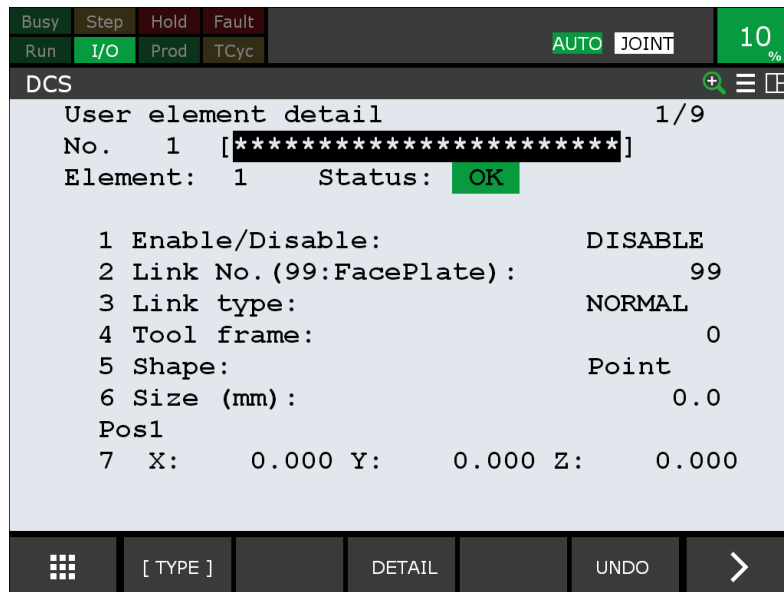 Busy Step Hold Fault
Run I/O Prod TCyc AUTO JOINT 10 %
DCS
User element detail 1/9
No. 1 [***********************]
Element: 1 Status: OK
1 Enable/Disable: DISABLE
2 Link No.(99:FacePlate): 99
3 Link type: NORMAL
4 Tool frame: 0
5 Shape: Point
6 Size (mm): 0.0
Pos1
7 X: 0.000 Y: 0.000 Z: 0.000
[ TYPE ] DETAIL UNDO